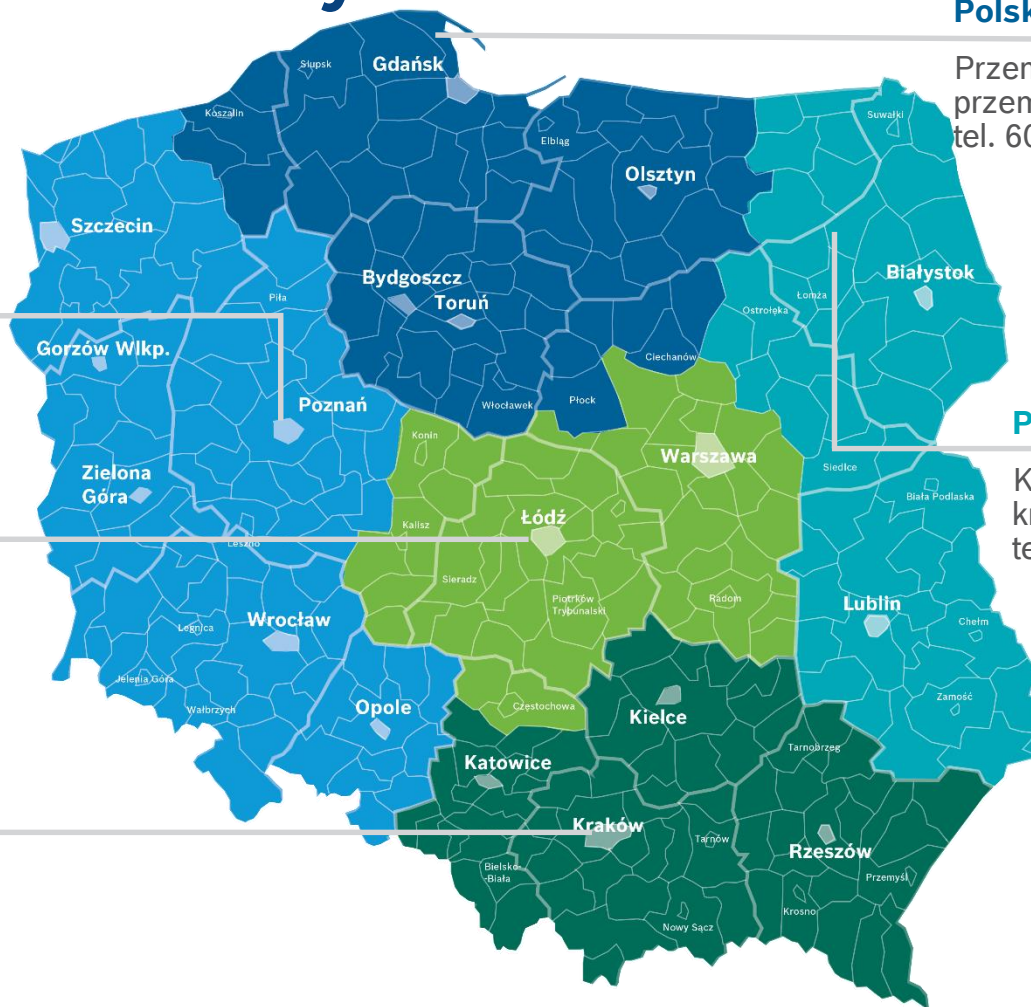 Polsk
Przem
przem
tel. 60
Słupsk
Gdańsk
Koszalin
Suwałki
Elbląg
Olsztyn
Szczecin
Białystok
Bydgoszcz
Toruń
Piła
Łomża
Ostrołęka
Gorzów Wlkp.
Ciechanów
Poznań
Włocławek
Płock
P
Konin
Warszawa
Zielona
Góra
Siedlce
K
kr
te
Biała Podlaska
Łódź
Kalisz
Leszno
Sieradz
Piotrków
Trybunalski
Radom
Lublin
Wrocław
Legnica
Chełm
Jelenia Góra
Wałbrzych
Opole
Częstochowa
Kielce
Zamość
Tarnobrzeg
Katowice
Kraków
Tarnów
Rzeszów
Bielsko-
-Biała
Przemyśl
Krosno
Nowy Sącz